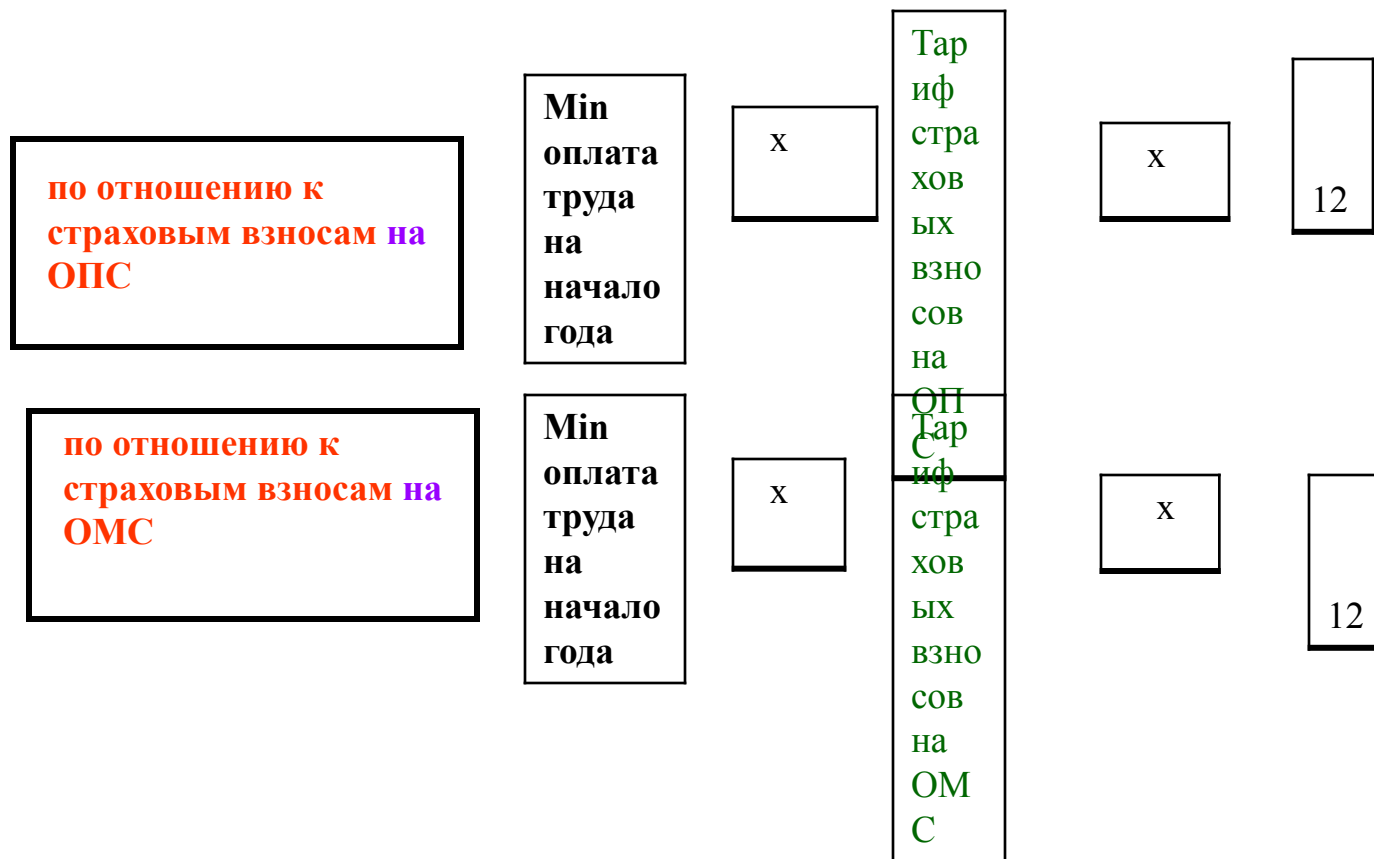 по отношению к
страховым взносам на
ОПС
Min
оплата
труда
на
начало
года
х
Тар
иф
стра
хов
ых
взно
сов
на
ОП
С
х
12
по отношению к
страховым взносам на
ОМС
Min
оплата
труда
на
начало
года
х
Тар
иф
стра
хов
ых
взно
сов
на
ОМ
С
х
12